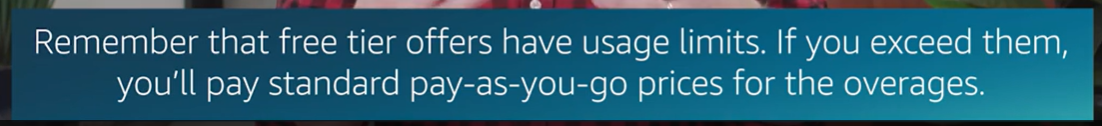 Remember that free tier offers have usage limits. If you exceed them,
you'll pay standard pay-as-you-go prices for the overages.